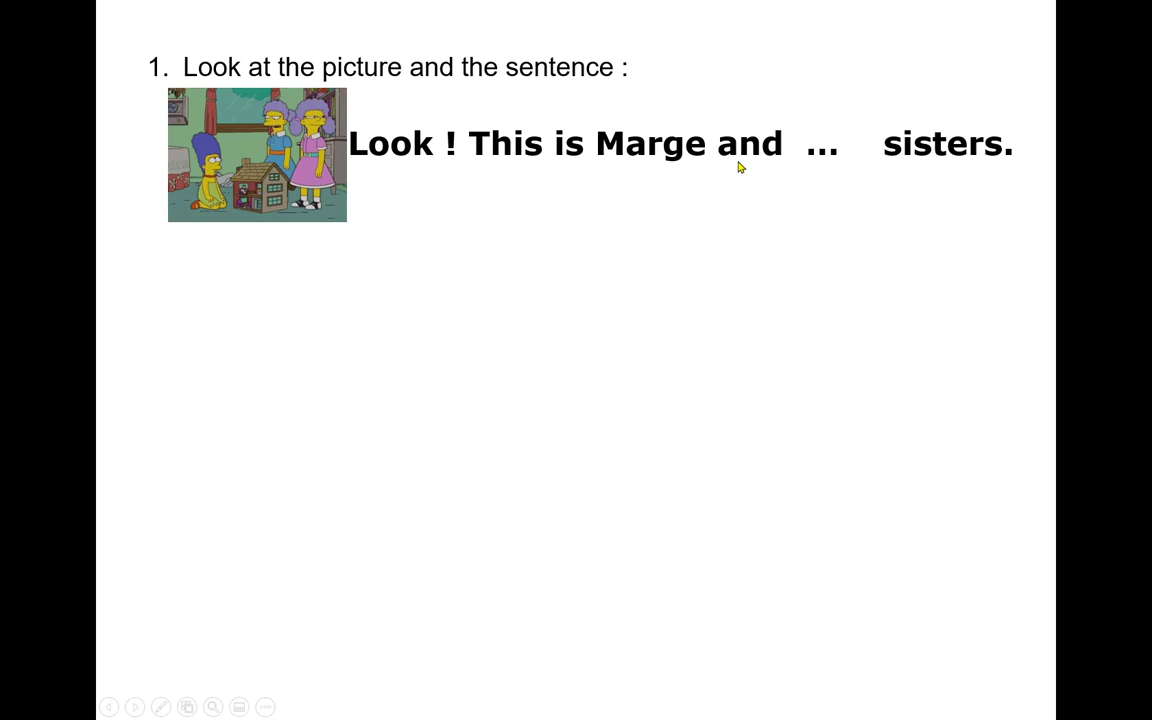 1. Look at the picture and the sentence :
Look ! This is Marge and ... sisters.